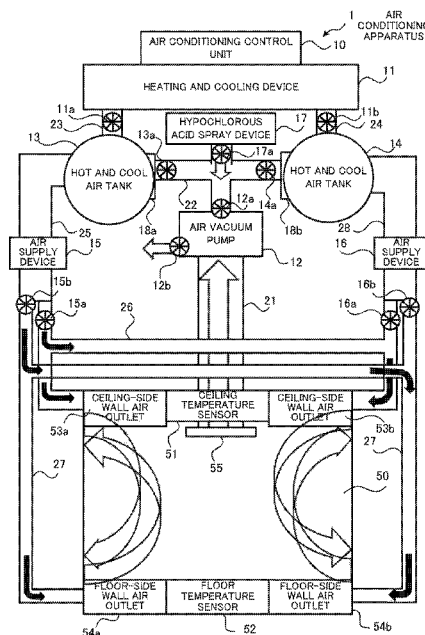 1
AIR
CONDITIONING
APPARATUS
AIR CONDITIONING CONTROL
UNIT
10
HEATING AND COOLING DEVICE
11
11a
23
11b
24
HYPOCHLOROUS
ACID SPRAY DEVICE
17
13
13a
17a
14
HOT AND COOL
AIR TANK
HOT AND COOL
AIR TANK
12a
14a
22
18a
18b
25
28
AIR
SUPPLY
DEVICE
15
AIR VACUUM
PUMP
12
12b
16
AIR
SUPPLY
DEVICE
15b
15a
21
16a
16b
26
CEILING-SIDE
WALL AIR
OUTLET
CEILING
TEMPERATURE
SENSOR
CEILING-SIDE
WALL AIR
OUTLET
53a
51
55
53b
27
27
50
FLOOR-SIDE
WALL AIR
OUTLET
FLOOR
TEMPERATURE
SENSOR
FLOOR-SIDE
WALL AIR
OUTLET
54a
52
54b